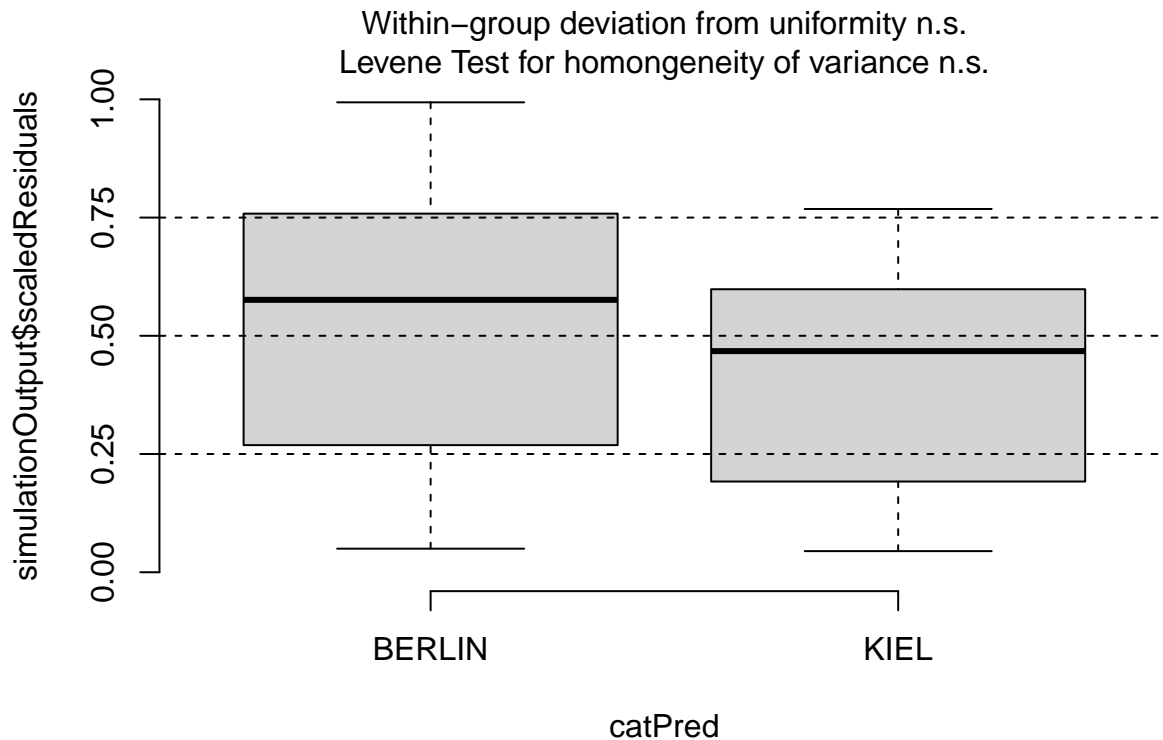 Within−group deviation from uniformity n.s.
Levene Test for homongeneity of variance n.s.
simulationOutput$scaledResiduals
1.00
0.75
0.50
0.25
0.00
BERLIN
KIEL
catPred